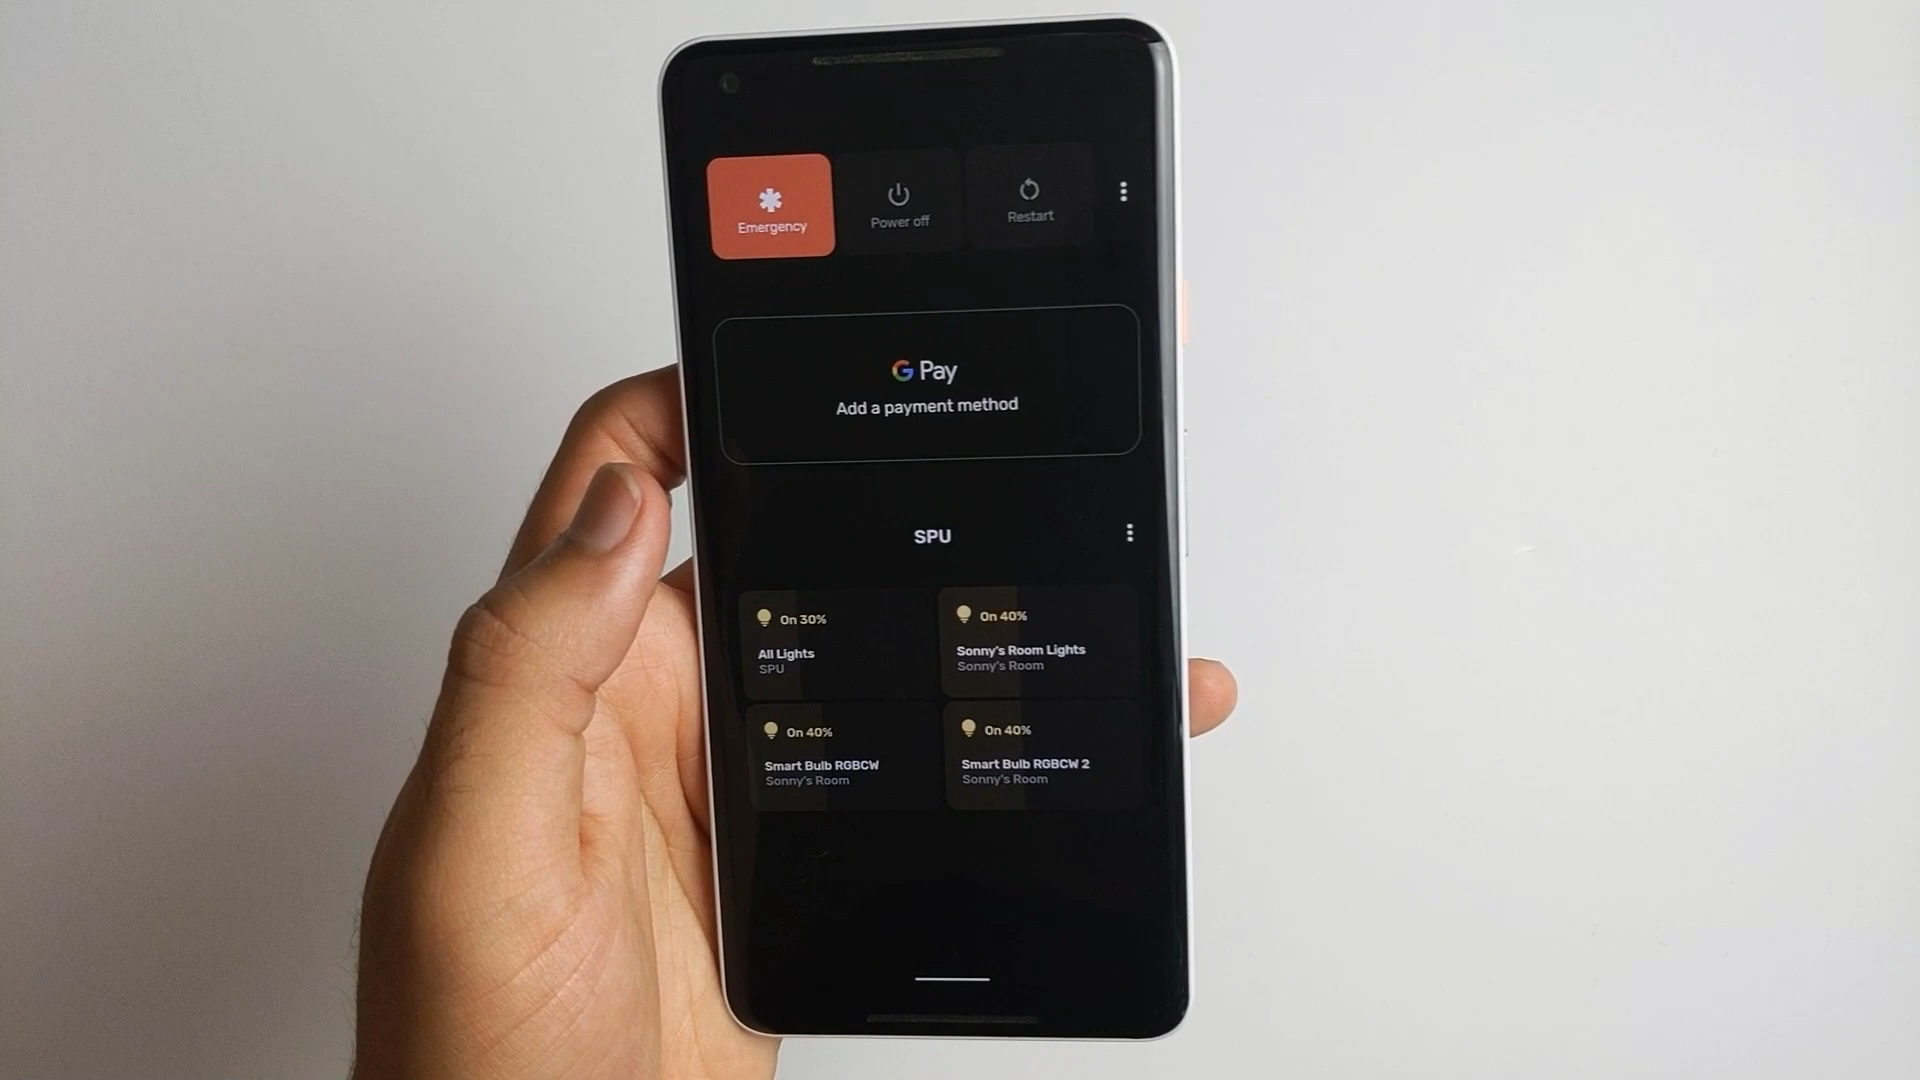 Emergency
Power off
Restart
G Pay
Add a payment method
SPU
On 30%
All Lights
SPU
On 40%
Sonny's Room Lights
Sonny's Room
On 40%
Smart Bulb RGBCW
Sonny's Room
On 40%
Smart Bulb RGBCW 2
Sonny's Room